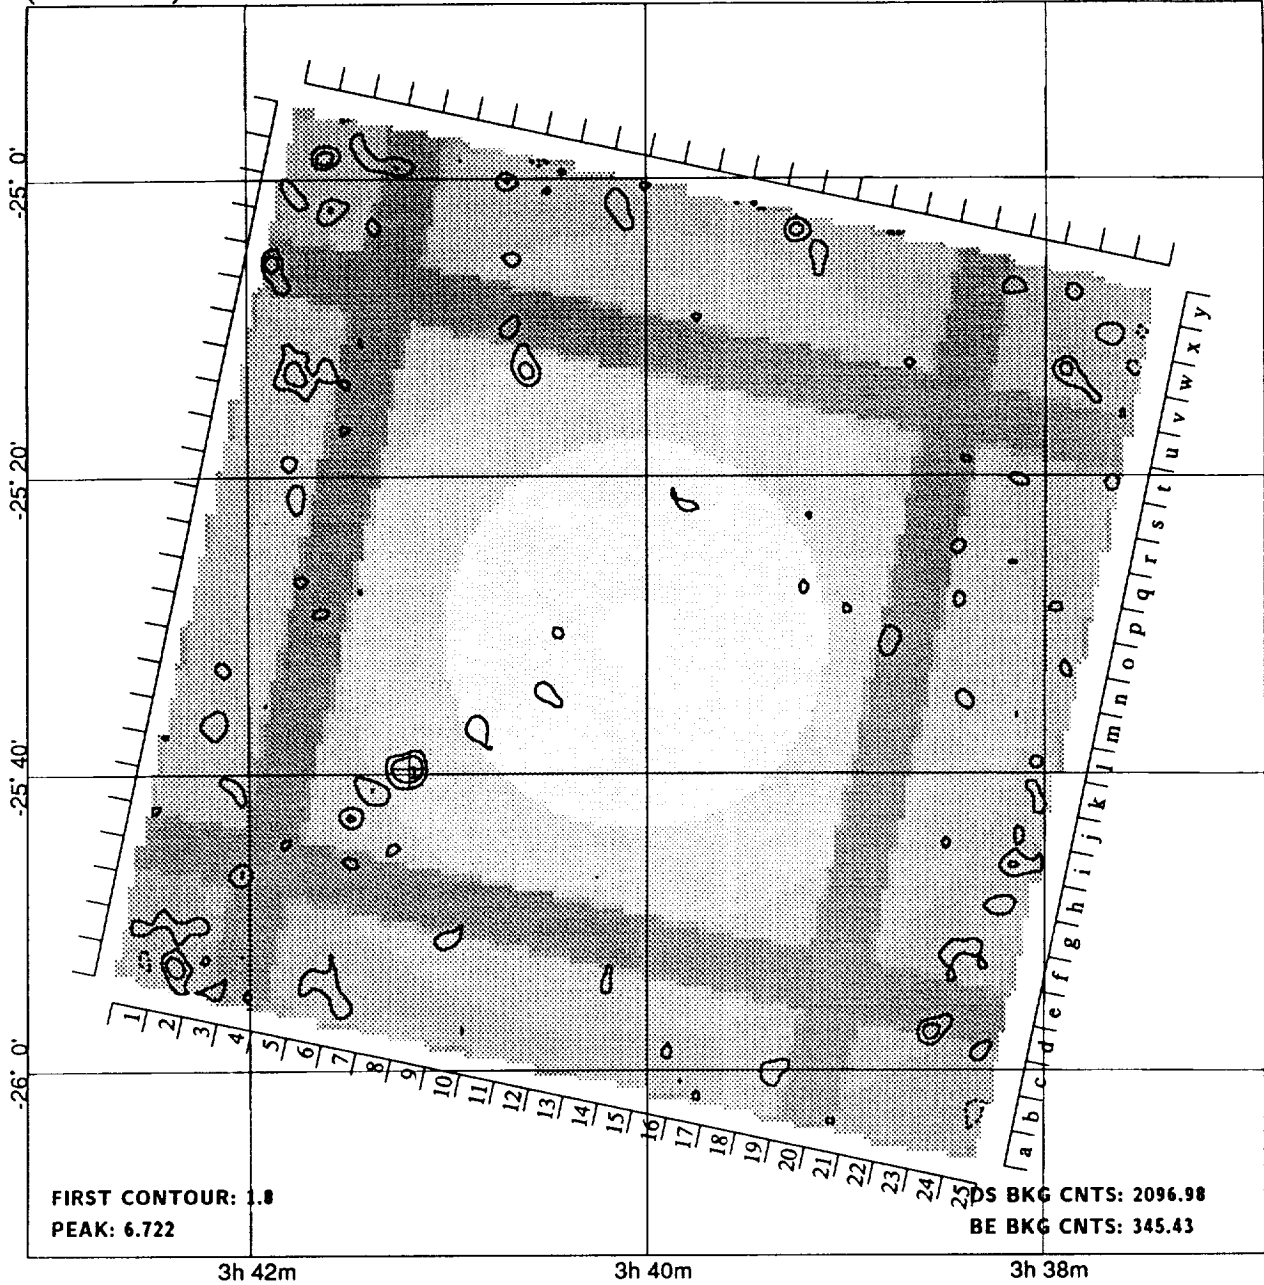 -25° 0'
-25° 20'
-25° 40'
-26° 0'
a b c d e f g h i j k l m n o p q r s t u v w x y
1 2 3 4 5 6 7 8 9 10 11 12 13 14 15 16 17 18 19 20 21 22 23 24 25
FIRST CONTOUR: 1.8
PEAK: 6.722
DS BKG CNTS: 2096.98
BE BKG CNTS: 345.43
3h 42m 3h 40m 3h 38m